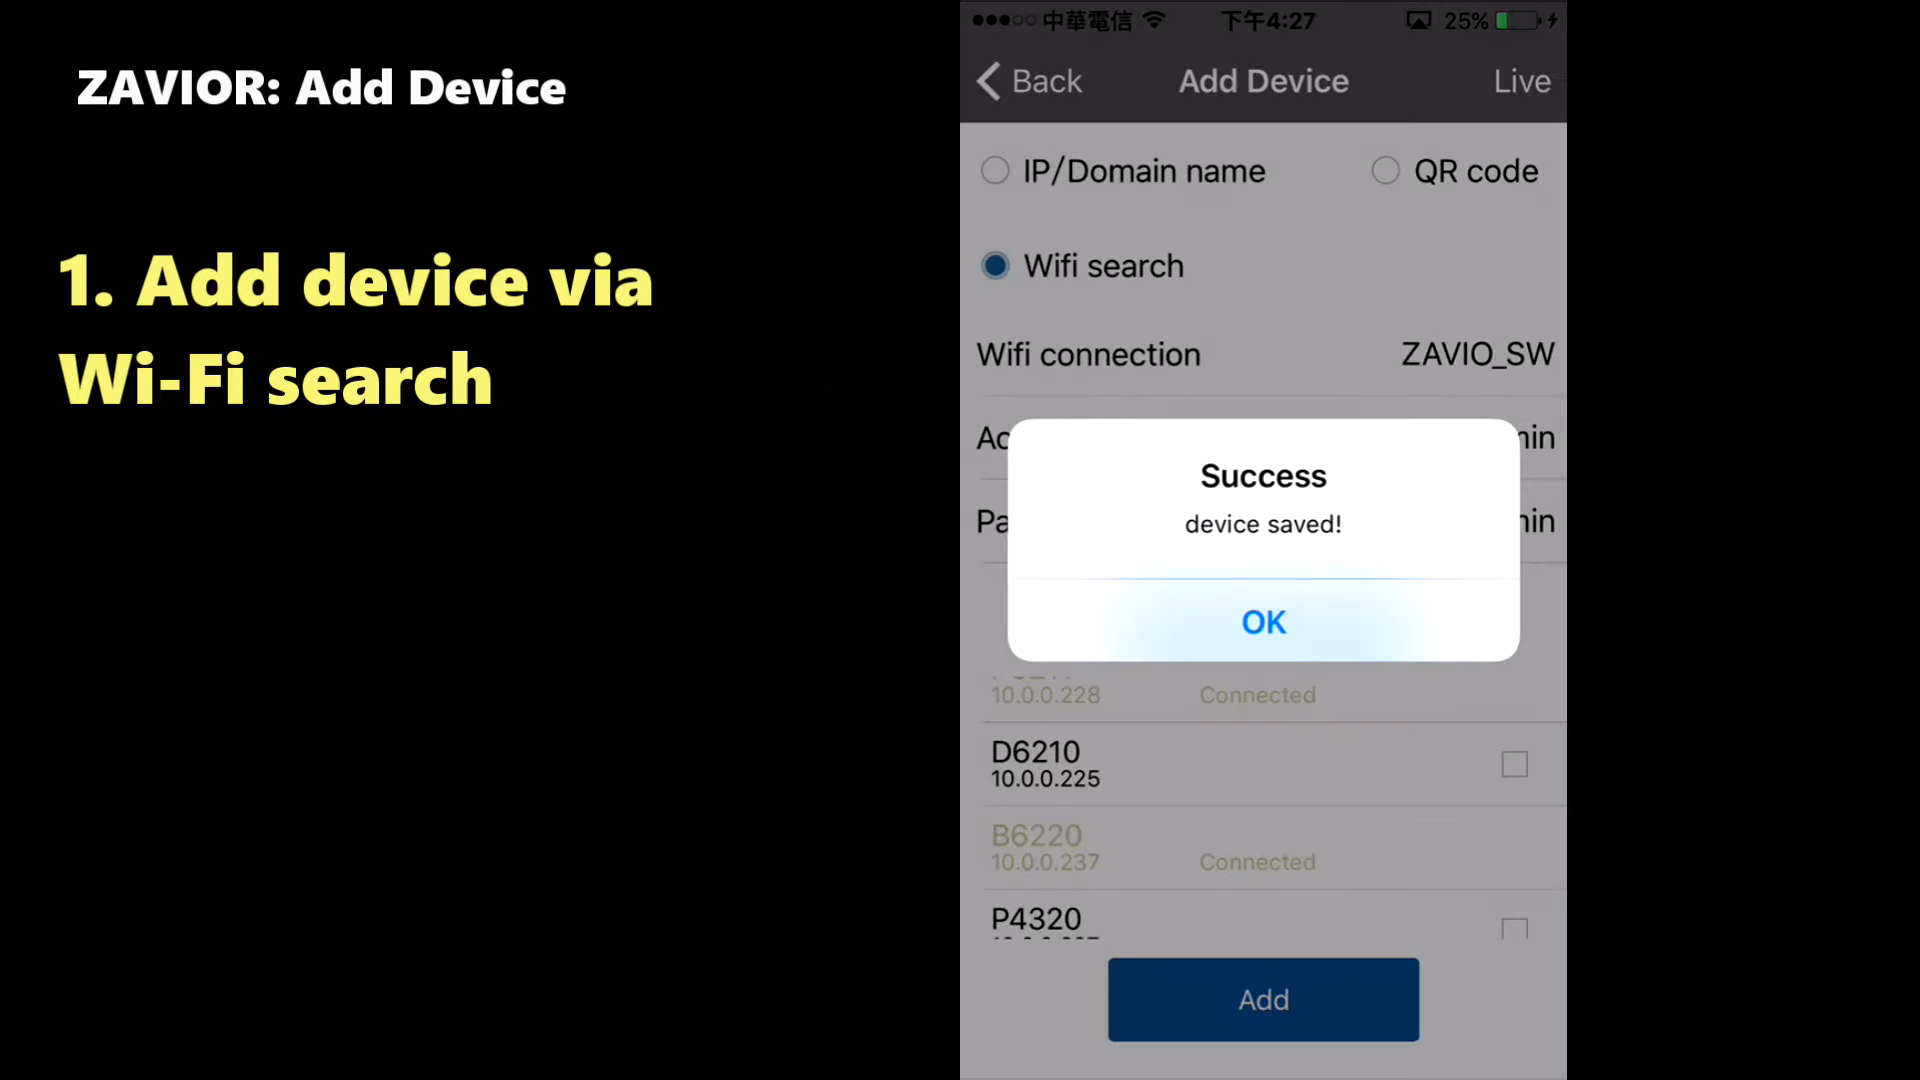 ZAVIOR: Add Device
1. Add device via
Wi-Fi search
中華電信 下午4:27 25%
Back Add Device Live
IP/Domain name QR code
Wifi search
Wifi connection ZAVIO_SW
Success
device saved!
OK
10.0.0.228 Connected
D6210
10.0.0.225
B6220
10.0.0.237 Connected
P4320
Add